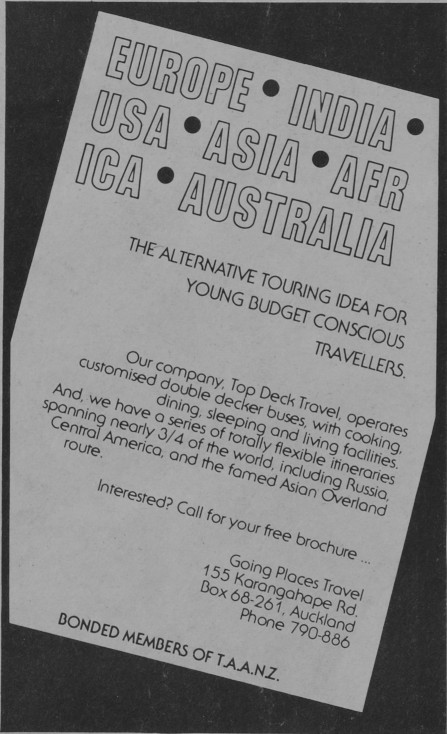 EUROPE • INDIA •
USA • ASIA • AFR
ICA • AUSTRALIA
THE ALTERNATIVE TOURING IDEA FOR
YOUNG BUDGET CONSCIOUS
TRAVELLERS.
Our company, Top Deck Travel, operates
customised double decker buses, with cooking,
dining, sleeping and living facilities.
And, we have a series of totally flexible itineraries
spanning nearly 3/4 of the world, including Russia,
Central America, and the famed Asian Overland
route.
Interested? Call for your free brochure ...
Going Places Travel
155 Karangahape Rd.
Box 68-261, Auckland
Phone 790-886
BONDED MEMBERS OF T.A.A.N.Z.